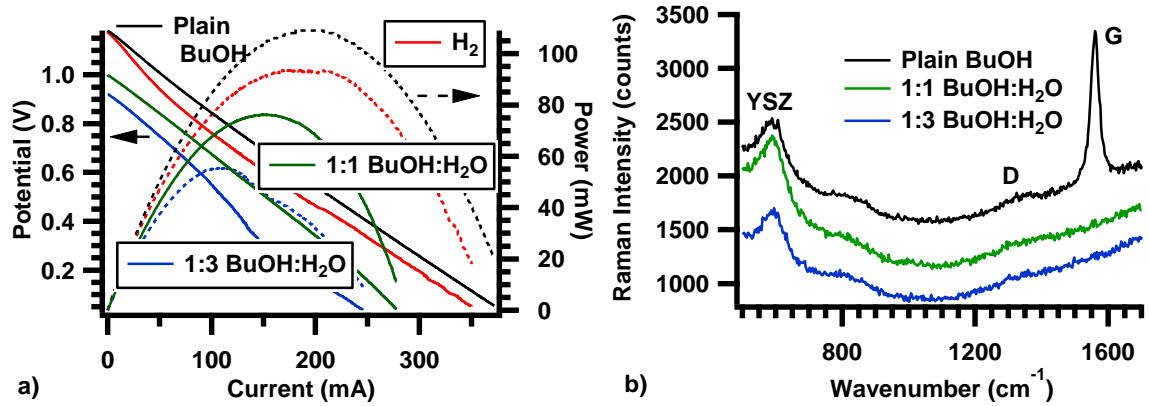 Plain
BuOH
H2
1:1 BuOH:H2O
1:3 BuOH:H2O
Potential (V)
1.0
0.8
0.6
0.4
0.2
Power (mW)
100
80
60
40
20
0
0
100
200
300
Current (mA)
a)
Raman Intensity (counts)
3500
3000
2500
2000
1500
1000
Plain BuOH
1:1 BuOH:H2O
1:3 BuOH:H2O
YSZ
D
G
800
1200
1600
Wavenumber (cm-1)
b)